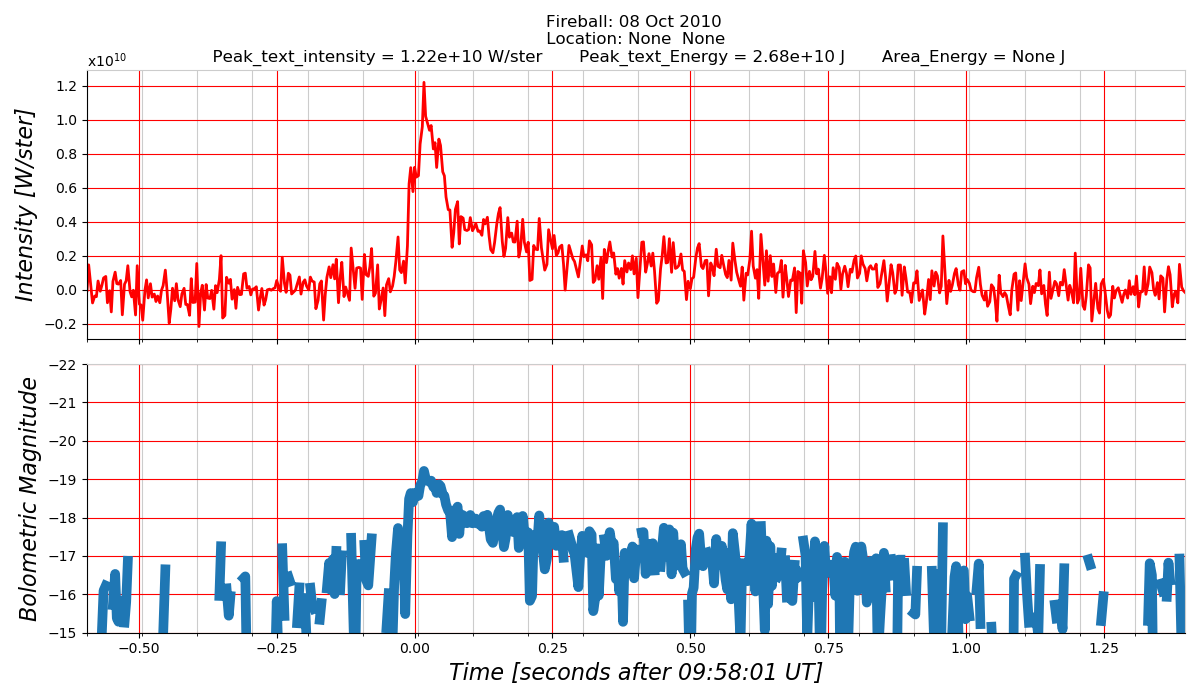 Fireball: 08 Oct 2010
Location: None  None
Peak_text_intensity = 1.22e+10 W/ster       Peak_text_Energy = 2.68e+10 J       Area_Energy = None J
x10¹⁰
1.2
1.0
0.8
0.6
0.4
0.2
0.0
−0.2
Intensity [W/ster]
−22
−21
−20
−19
−18
−17
−16
−15
Bolometric Magnitude
−0.50 −0.25 0.00 0.25 0.50 0.75 1.00 1.25
Time [seconds after 09:58:01 UT]